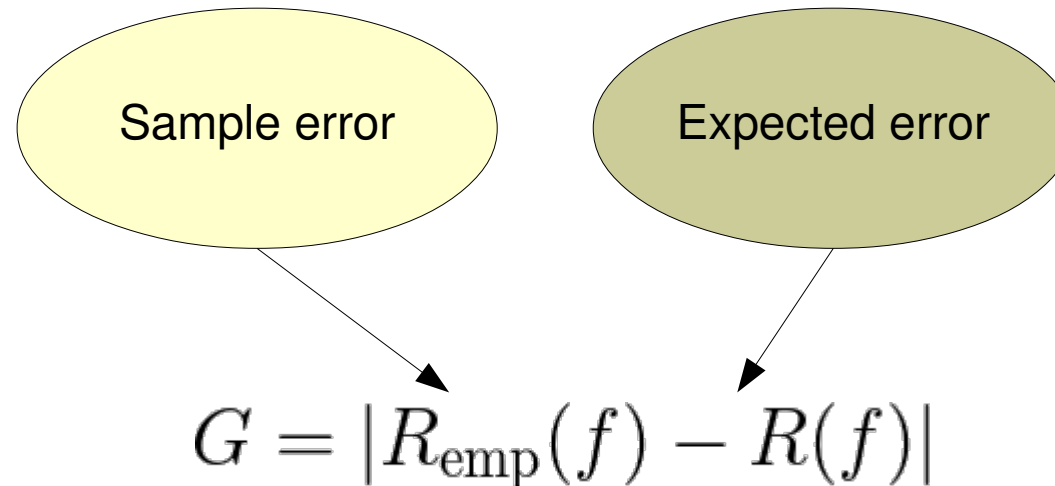 Sample error
Expected error
G = |R_emp(f) − R(f)|